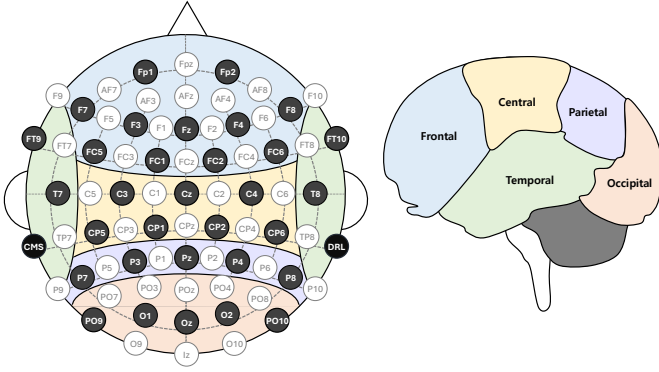 Fp1 Fpz Fp2
F9 AF7 AF3 AFz AF4 AF8 F10
F7 F5 F3 F1 Fz F2 F4 F6 F8
FT9 FT7 FC5 FC3 FC1 FCz FC2 FC4 FC6 FT8 FT10
T7 C5 C3 C1 Cz C2 C4 C6 T8
CMS TP7 CP5 CP3 CP1 CPz CP2 CP4 CP6 TP8 DRL
P9 P7 P5 P3 P1 Pz P2 P4 P6 P8 P10
PO9 PO7 PO3 POz PO4 PO8 PO10
O9 O1 Oz O2 O10
Iz
Frontal
Central
Parietal
Temporal
Occipital